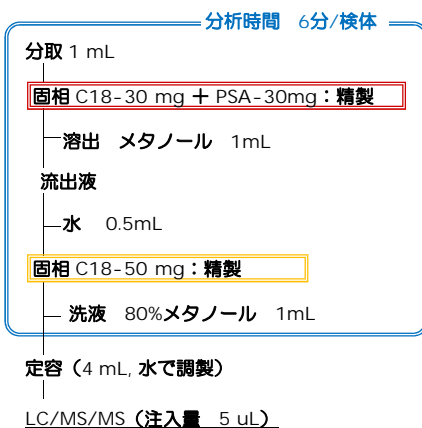 分析時間　6分/検体
分取 1 mL
固相 C18-30 mg ＋ PSA-30mg：精製
溶出　メタノール　1mL
流出液
水　0.5mL
固相 C18-50 mg：精製
洗液　80%メタノール　1mL
定容（4 mL, 水で調製）
LC/MS/MS（注入量　5 uL）